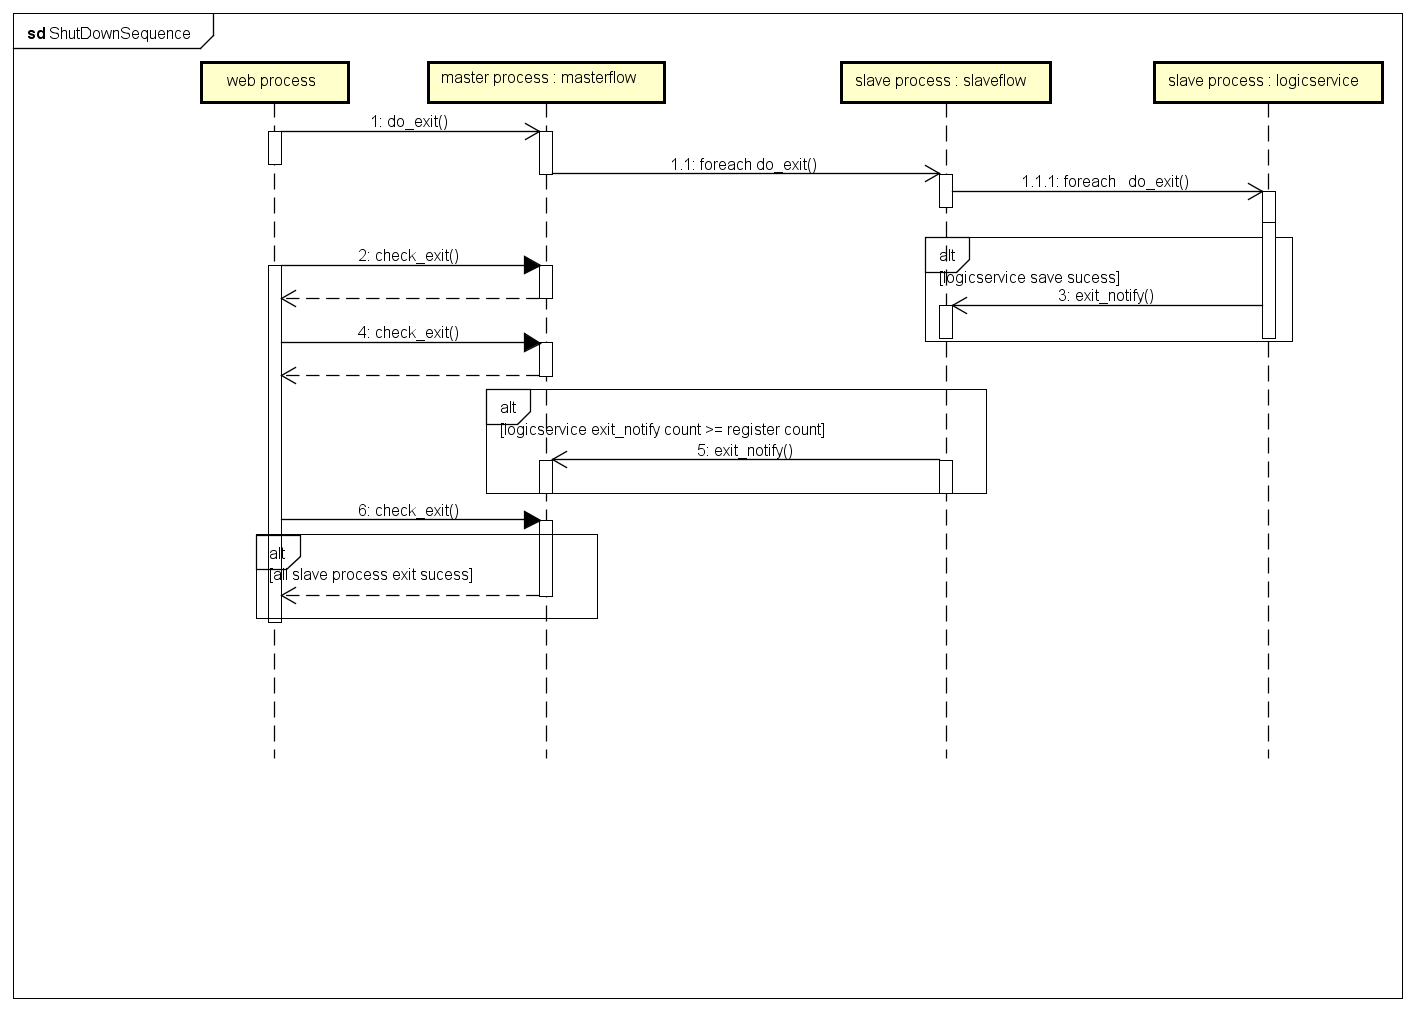 sd ShutDownSequence
web process
master process : masterflow
slave process : slaveflow
slave process : logicservice
1: do_exit()
1.1: foreach do_exit()
1.1.1: foreach   do_exit()
2: check_exit()
alt
[logicservice save sucess]
3: exit_notify()
4: check_exit()
alt
[logicservice exit_notify count >= register count]
5: exit_notify()
6: check_exit()
alt
[all slave process exit sucess]